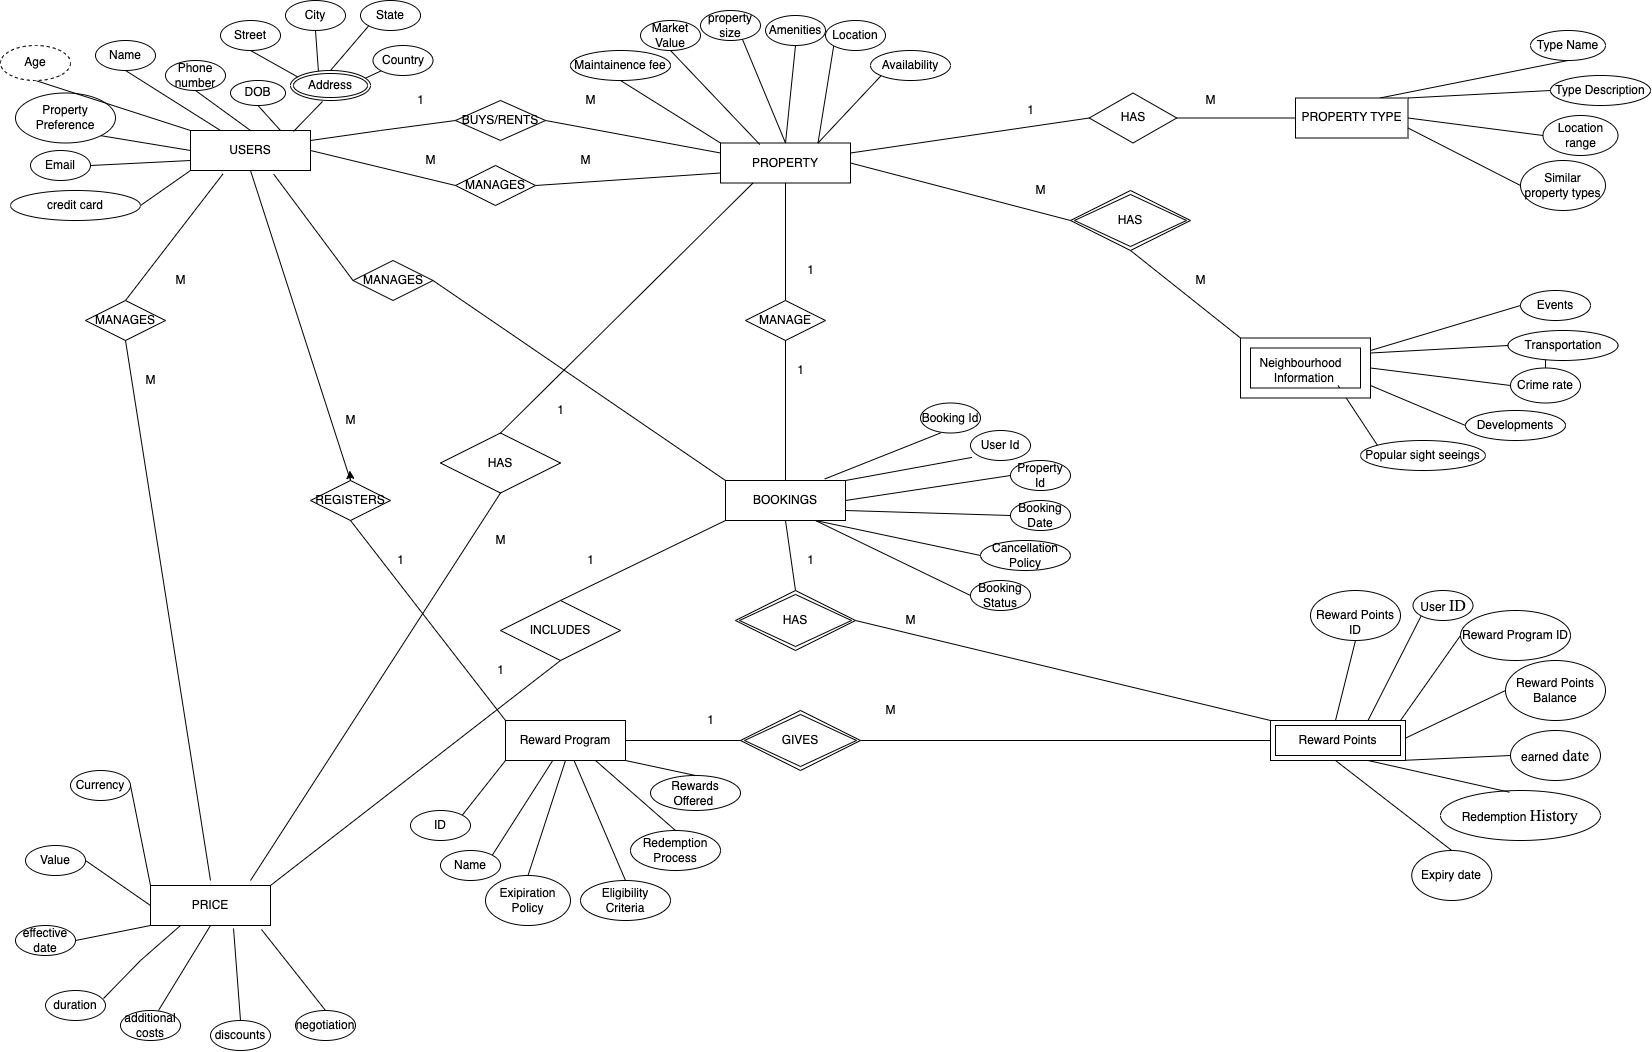 City
State
Street
Country
Name
Age
Phone
number
DOB
Address
Property
Preference
Email
credit card
USERS
1
BUYS/RENTS
M
M
MANAGES
M
Maintainence fee
Market
Value
property
size
Amenities
Location
Availability
PROPERTY
1
HAS
M
PROPERTY TYPE
Type Name
Type Description
Location
range
Similar
property types
M
HAS
M
Neighbourhood
Information
Events
Transportation
Crime rate
Developments
Popular sight seeings
M
MANAGES
M
MANAGES
1
MANAGE
1
M
REGISTERS
1
1
HAS
M
BOOKINGS
Booking Id
User Id
Property
Id
Booking
Date
Cancellation
Policy
Booking
Status
1
INCLUDES
1
1
HAS
M
Reward Program
1
GIVES
M
Reward Points
Reward Points
ID
User ID
Reward Program ID
Reward Points
Balance
earned date
Redemption History
Expiry date
ID
Name
Expiration
Policy
Eligibility
Criteria
Redemption
Process
Rewards
Offered
Currency
Value
PRICE
effective
date
duration
additional
costs
discounts
negotiation